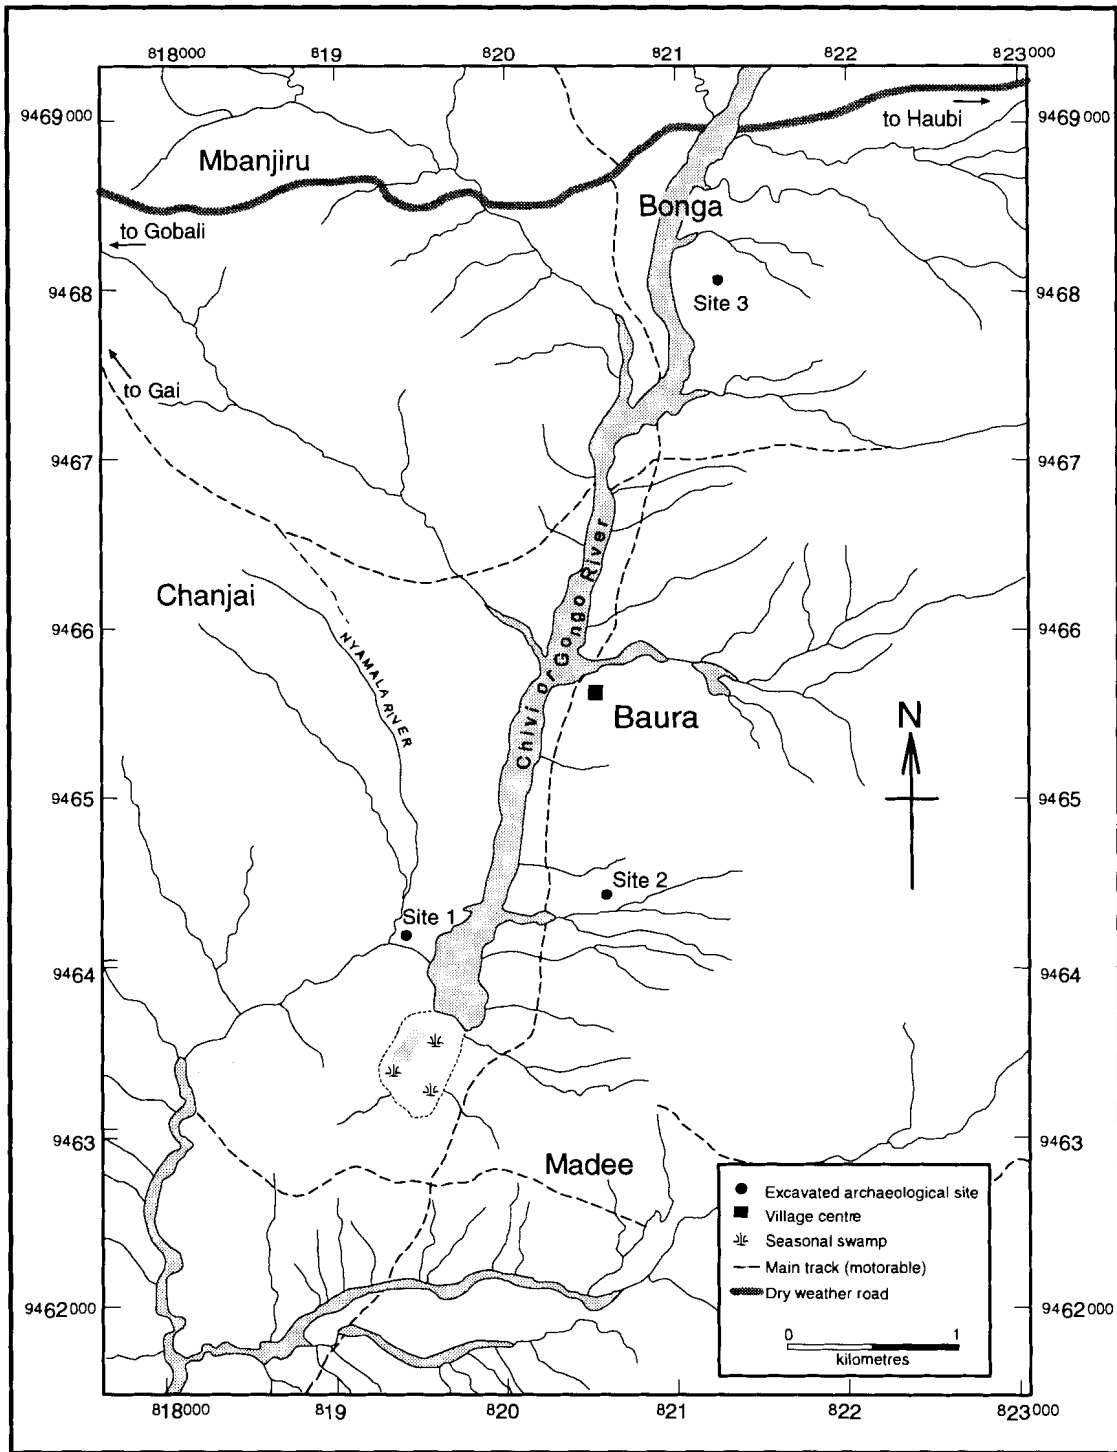 818000 819 820 821 822 823000
9469000 9469000
to Haubi
Mbanjiru
Bonga
to Gobali
9468 9468
Site 3
to Gai
9467 9467
Chivi or Gongo River
Chanjai
9466 9466
NYAMALA RIVER
Baura
N
9465 9465
Site 2
Site 1
9464 9464
9463 9463
Madee
Excavated archaeological site
Village centre
Seasonal swamp
Main track (motorable)
Dry weather road
0 1
kilometres
9462000 9462000
818000 819 820 821 822 823000